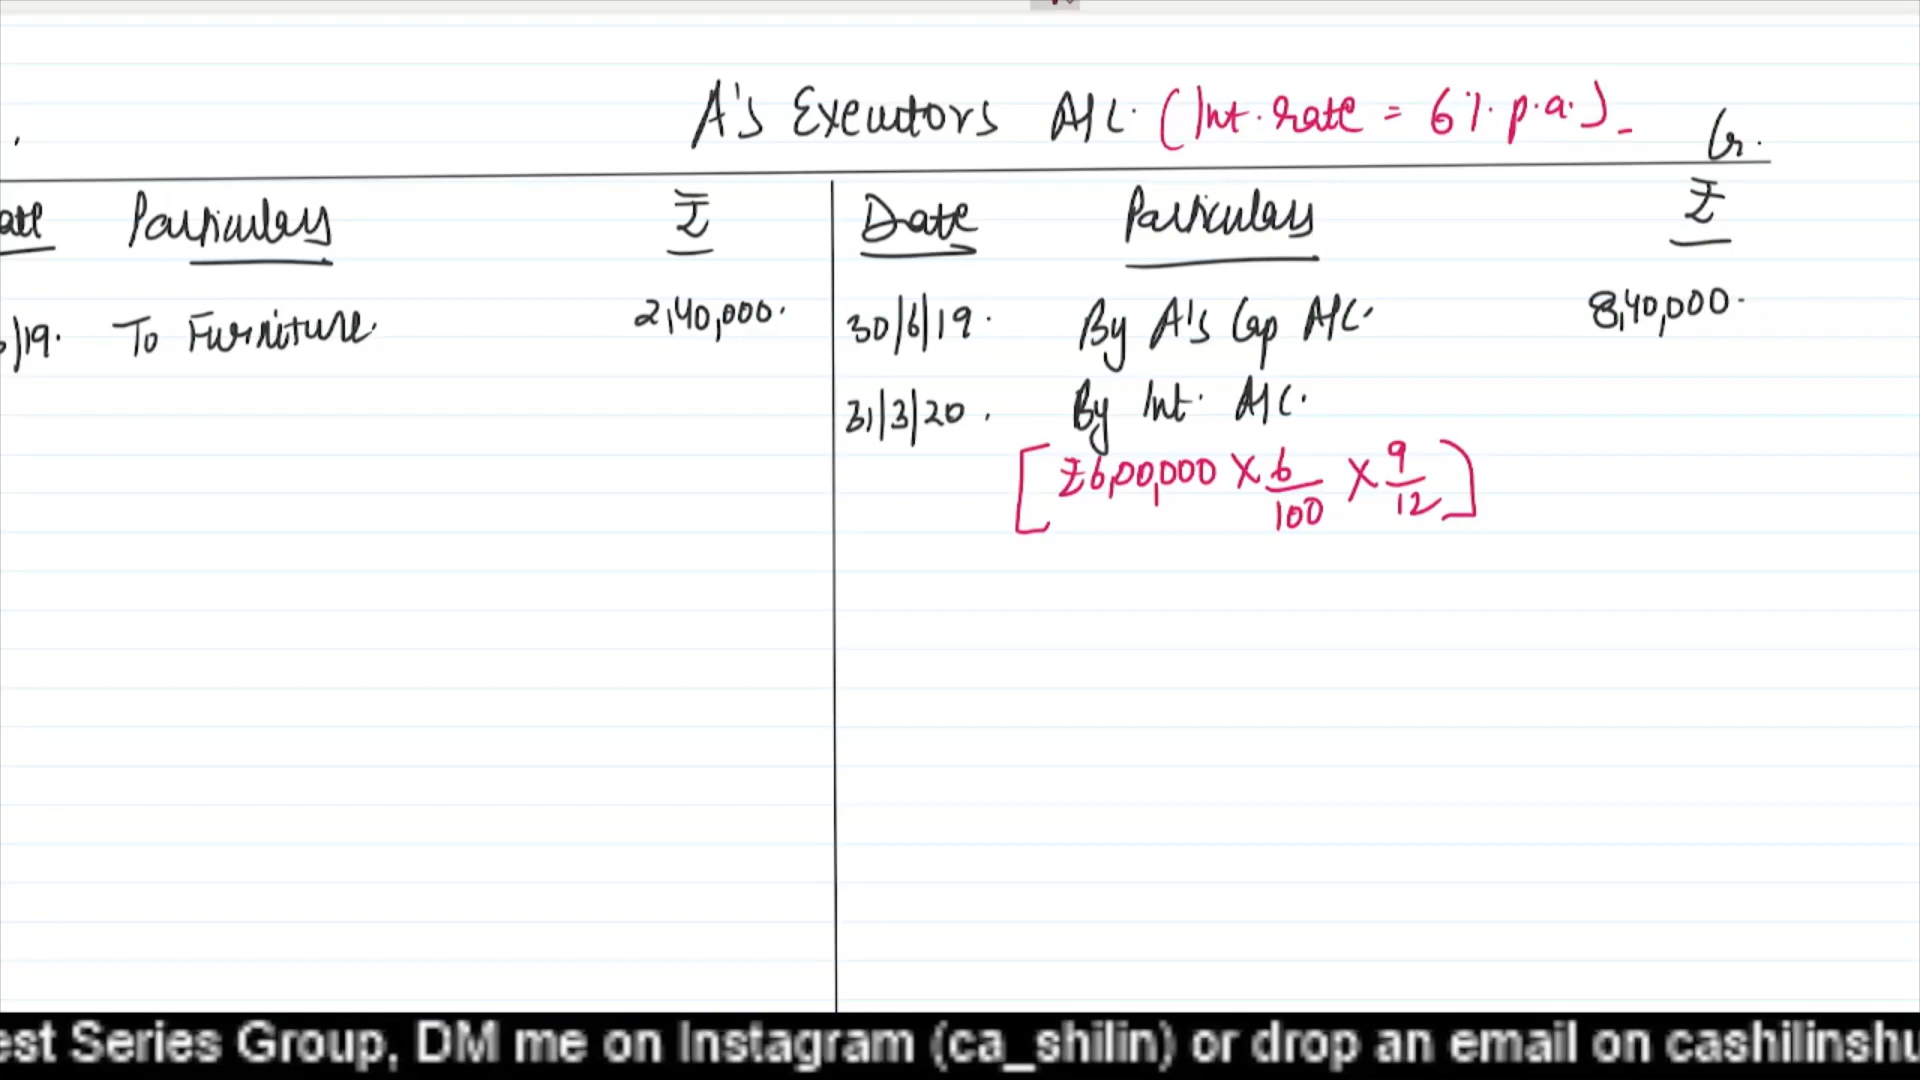 A's Executors A/C. (Int. rate = 6% p.a.)
Cr.
Particulars ₹ Date Particulars ₹
/19. To Furniture. 2,40,000. 30/6/19. By A's Cap A/C. 8,40,000.
31/3/20. By Int. A/C.
[₹6,00,000 X 6/100 X 9/12]
est Series Group, DM me on Instagram (ca_shilin) or drop an email on cashilinshu